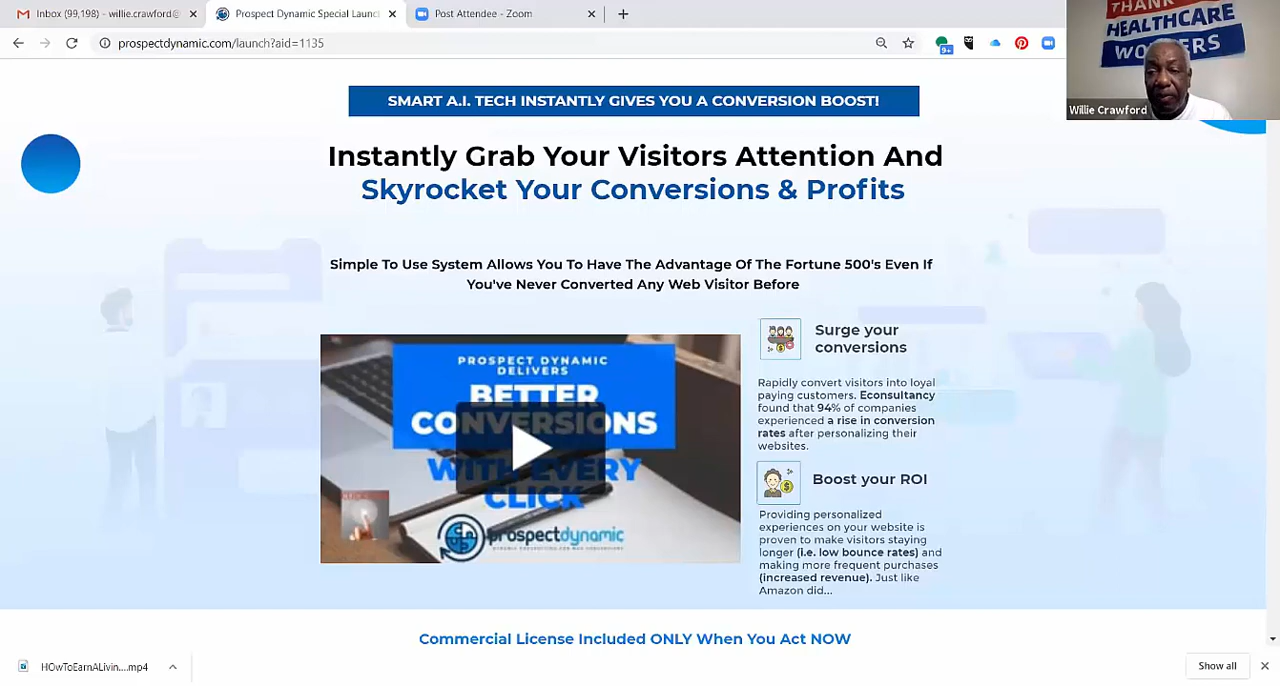 Inbox (99,198) - willie.crawford@
Prospect Dynamic Special Launch
Post Attendee - Zoom
prospectdynamic.com/launch?aid=1135
9+
THANK
HEALTHCARE
WORKERS
Willie Crawford
SMART A.I. TECH INSTANTLY GIVES YOU A CONVERSION BOOST!
Instantly Grab Your Visitors Attention And
Skyrocket Your Conversions & Profits
Simple To Use System Allows You To Have The Advantage Of The Fortune 500's Even If
You've Never Converted Any Web Visitor Before
PROSPECT DYNAMIC
DELIVERS
BETTER
CONVERSIONS
WITH EVERY
CLICK
prospectdynamic
Surge your
conversions
Rapidly convert visitors into loyal
paying customers. Econsultancy
found that 94% of companies
experienced a rise in conversion
rates after personalizing their
websites.
Boost your ROI
Providing personalized
experiences on your website is
proven to make visitors staying
longer (i.e. low bounce rates) and
making more frequent purchases
(increased revenue). Just like
Amazon did...
Commercial License Included ONLY When You Act NOW
HOwToEarnALivin....mp4
Show all